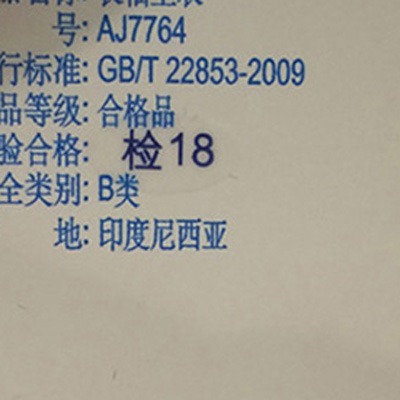 号: AJ7764
行标准: GB/T 22853-2009
品等级: 合格品
验合格: 检18
全类别: B类
地: 印度尼西亚